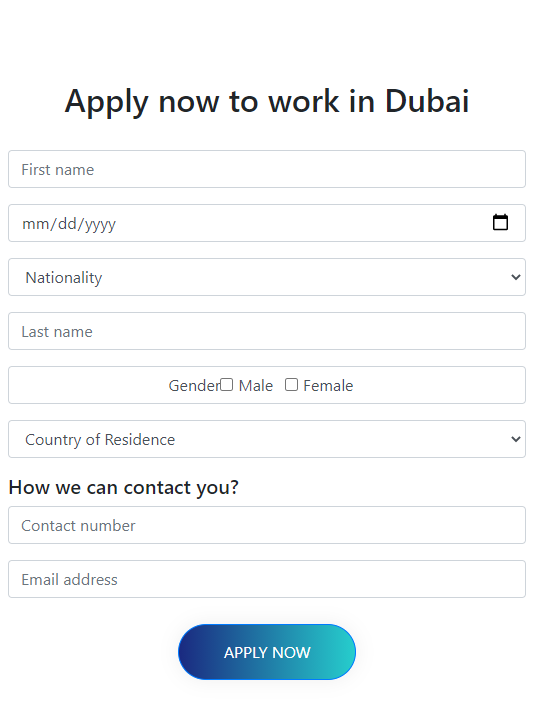 Apply now to work in Dubai
First name
mm/dd/yyyy
Nationality
Last name
Gender Male Female
Country of Residence
How we can contact you?
Contact number
Email address
APPLY NOW